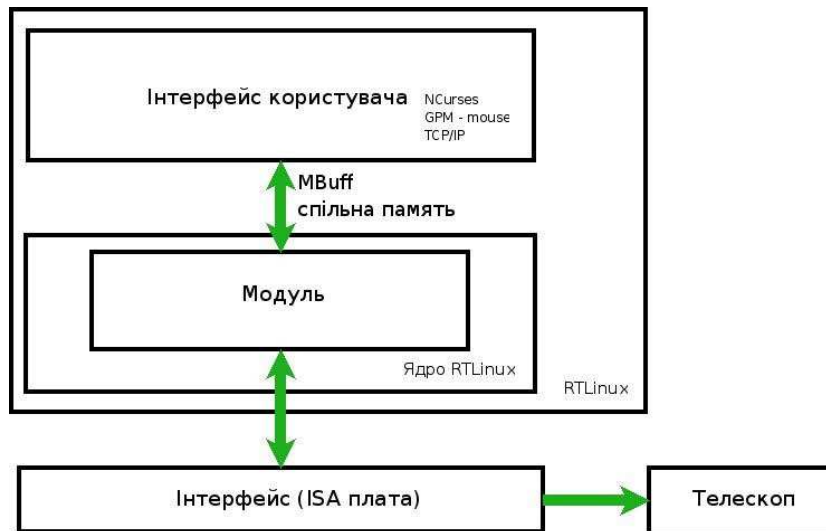 Інтерфейс користувача
NCurses
GPM - mouse
TCP/IP
MBuff
спільна память
Модуль
Ядро RTLinux
RTLinux
Інтерфейс (ISA плата)
Телескоп